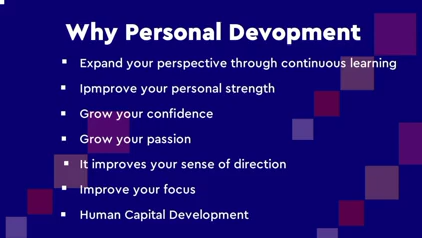 Why Personal Devopment
Expand your perspective through continuous learning
Ipmprove your personal strength
Grow your confidence
Grow your passion
It improves your sense of direction
Improve your focus
Human Capital Development